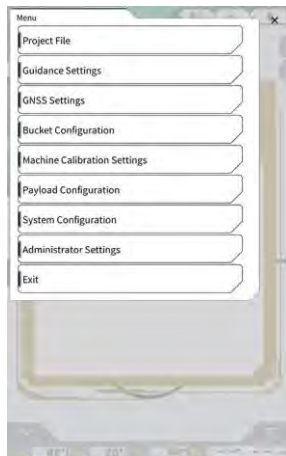 Menu
Project File
Guidance Settings
GNSS Settings
Bucket Configuration
Machine Calibration Settings
Payload Configuration
System Configuration
Administrator Settings
Exit